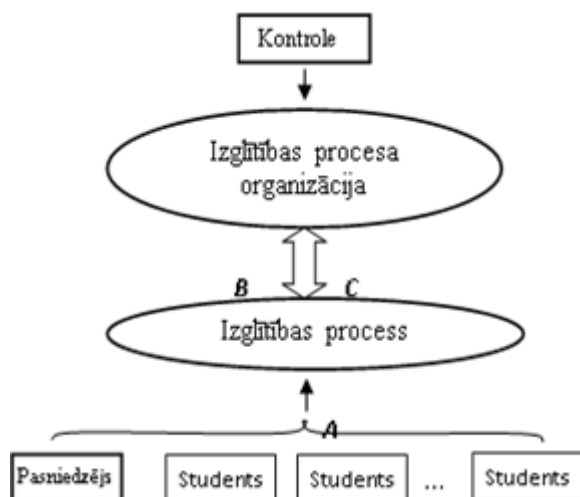 Kontrole
Izglītības procesa
organizācija
B C
Izglītības process
A
Pasniedzējs Students Students ... Students